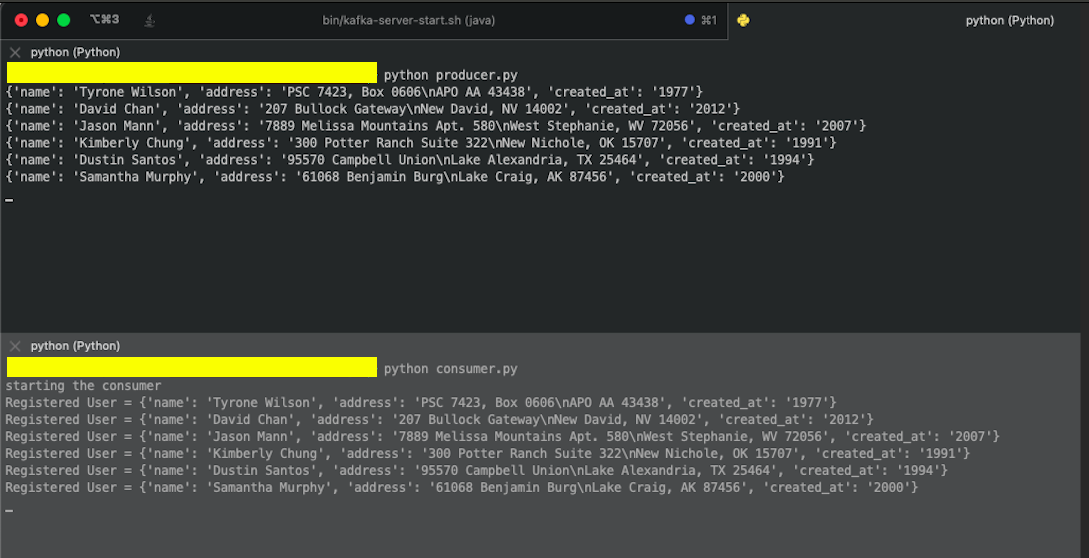 ⌥⌘3 bin/kafka-server-start.sh (java) ⌘1 python (Python)
python (Python)
python producer.py
{'name': 'Tyrone Wilson', 'address': 'PSC 7423, Box 0606\nAPO AA 43438', 'created_at': '1977'}
{'name': 'David Chan', 'address': '207 Bullock Gateway\nNew David, NV 14002', 'created_at': '2012'}
{'name': 'Jason Mann', 'address': '7889 Melissa Mountains Apt. 580\nWest Stephanie, WV 72056', 'created_at': '2007'}
{'name': 'Kimberly Chung', 'address': '300 Potter Ranch Suite 322\nNew Nichole, OK 15707', 'created_at': '1991'}
{'name': 'Dustin Santos', 'address': '95570 Campbell Union\nLake Alexandria, TX 25464', 'created_at': '1994'}
{'name': 'Samantha Murphy', 'address': '61068 Benjamin Burg\nLake Craig, AK 87456', 'created_at': '2000'}
python (Python)
python consumer.py
starting the consumer
Registered User = {'name': 'Tyrone Wilson', 'address': 'PSC 7423, Box 0606\nAPO AA 43438', 'created_at': '1977'}
Registered User = {'name': 'David Chan', 'address': '207 Bullock Gateway\nNew David, NV 14002', 'created_at': '2012'}
Registered User = {'name': 'Jason Mann', 'address': '7889 Melissa Mountains Apt. 580\nWest Stephanie, WV 72056', 'created_at': '2007'}
Registered User = {'name': 'Kimberly Chung', 'address': '300 Potter Ranch Suite 322\nNew Nichole, OK 15707', 'created_at': '1991'}
Registered User = {'name': 'Dustin Santos', 'address': '95570 Campbell Union\nLake Alexandria, TX 25464', 'created_at': '1994'}
Registered User = {'name': 'Samantha Murphy', 'address': '61068 Benjamin Burg\nLake Craig, AK 87456', 'created_at': '2000'}